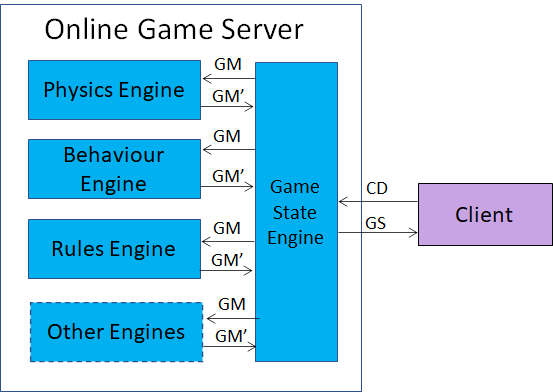 Online Game Server
GM
Physics Engine
GM’
GM
Behaviour
Engine
GM’
Game
State
Engine
CD
GS
Client
GM
Rules Engine
GM’
GM
Other Engines
GM’